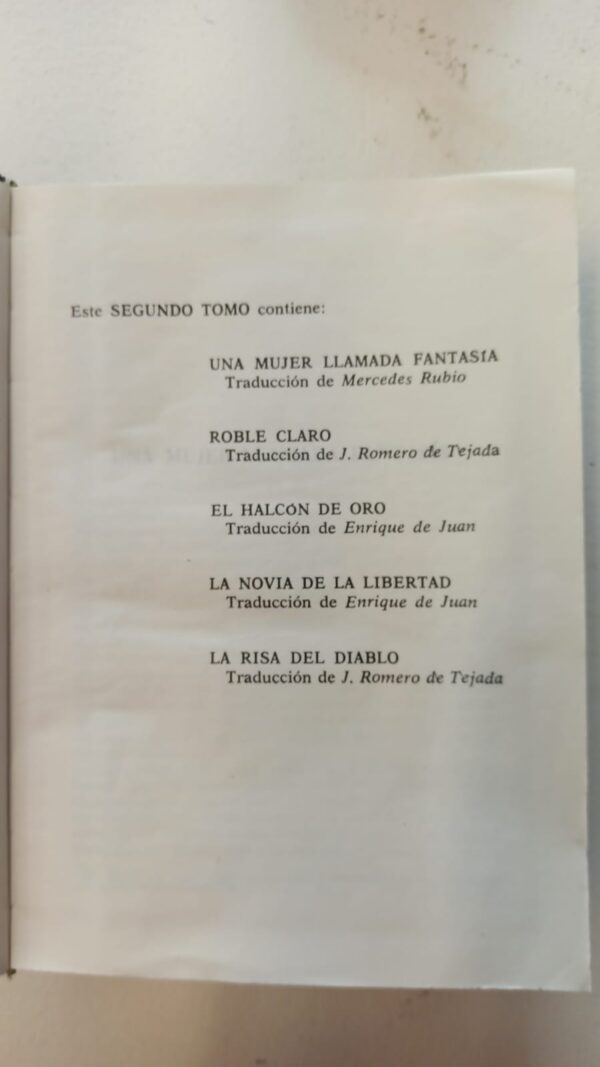 Este SEGUNDO TOMO contiene:
UNA MUJER LLAMADA FANTASÍA
Traducción de Mercedes Rubio
ROBLE CLARO
Traducción de J. Romero de Tejada
EL HALCÓN DE ORO
Traducción de Enrique de Juan
LA NOVIA DE LA LIBERTAD
Traducción de Enrique de Juan
LA RISA DEL DIABLO
Traducción de J. Romero de Tejada